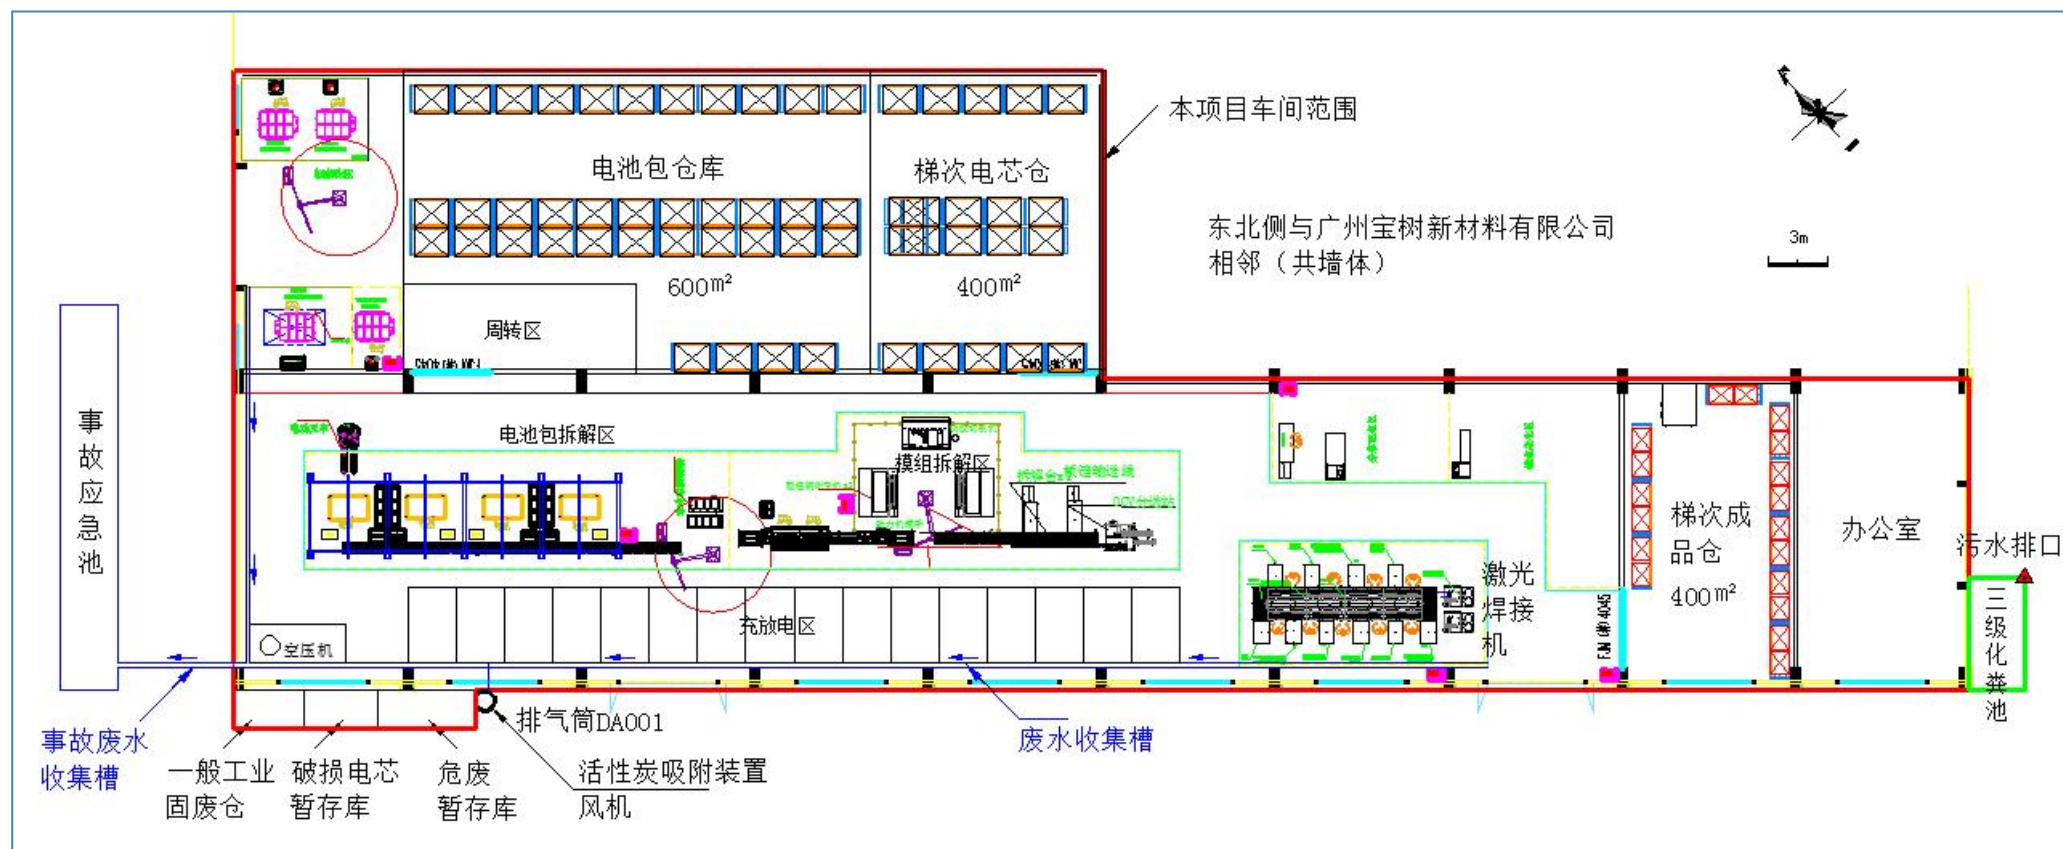 本项目车间范围
电池包仓库
梯次电芯仓
东北侧与广州宝树新材料有限公司
相邻（共墙体）
3m
600m²
400m²
周转区
事故应急池
电池包拆解区
模组拆解区
梯次成
品仓
400m²
办公室
污水排口
激光
焊接
机
三级化粪池
充放电区
空压机
排气筒DA001
废水收集槽
事故废水
收集槽
一般工业
固废仓
破损电芯
暂存库
危废
暂存库
活性炭吸附装置
风机